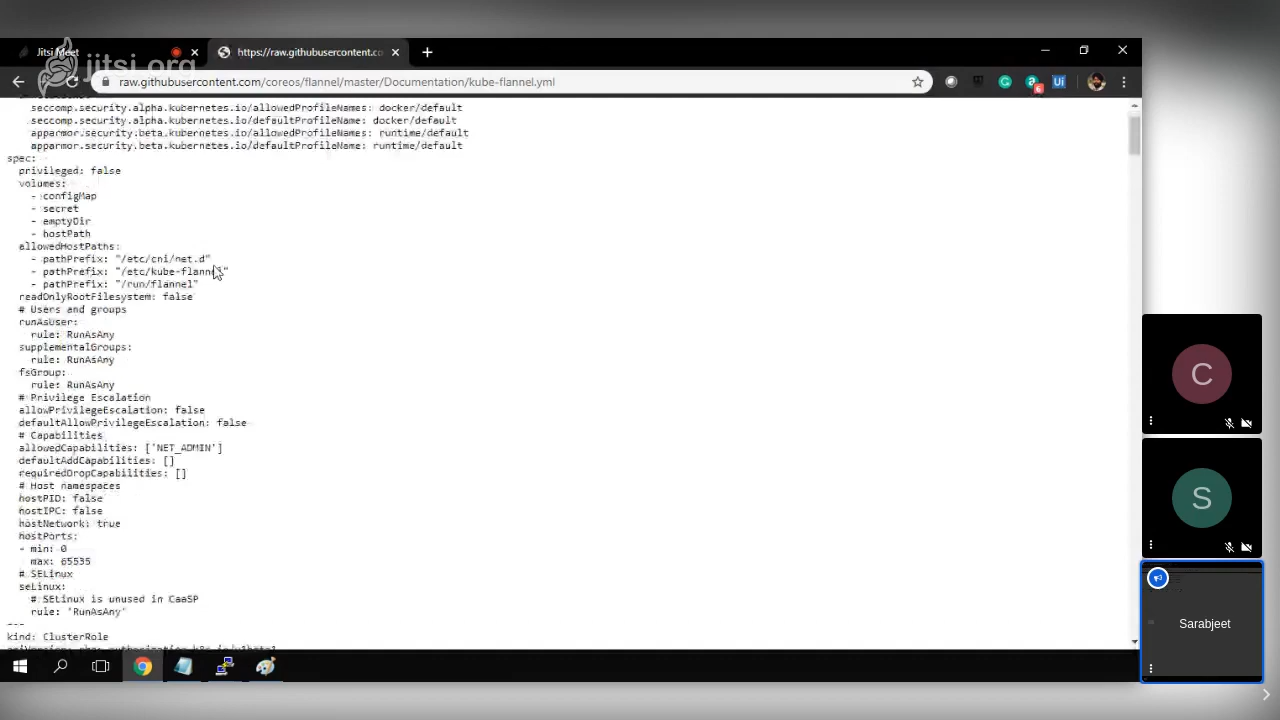 Jitsi Meet
https://raw.githubusercontent.co
jitsi.org
raw.githubusercontent.com/coreos/flannel/master/Documentation/kube-flannel.yml
6
Ui
seccomp.security.alpha.kubernetes.io/allowedProfileNames: docker/default
seccomp.security.alpha.kubernetes.io/defaultProfileName: docker/default
apparmor.security.beta.kubernetes.io/allowedProfileNames: runtime/default
apparmor.security.beta.kubernetes.io/defaultProfileName: runtime/default
spec:
privileged: false
volumes:
- configMap
- secret
- emptyDir
- hostPath
allowedHostPaths:
- pathPrefix: "/etc/cni/net.d"
- pathPrefix: "/etc/kube-flannel"
- pathPrefix: "/run/flannel"
readOnlyRootFilesystem: false
# Users and groups
runAsUser:
rule: RunAsAny
supplementalGroups:
rule: RunAsAny
fsGroup:
rule: RunAsAny
# Privilege Escalation
allowPrivilegeEscalation: false
defaultAllowPrivilegeEscalation: false
# Capabilities
allowedCapabilities: ['NET_ADMIN']
defaultAddCapabilities: []
requiredDropCapabilities: []
# Host namespaces
hostPID: false
hostIPC: false
hostNetwork: true
hostPorts:
- min: 0
max: 65535
# SELinux
seLinux:
# SELinux is unused in CaaSP
rule: 'RunAsAny'
---
kind: ClusterRole
C
S
Sarabjeet